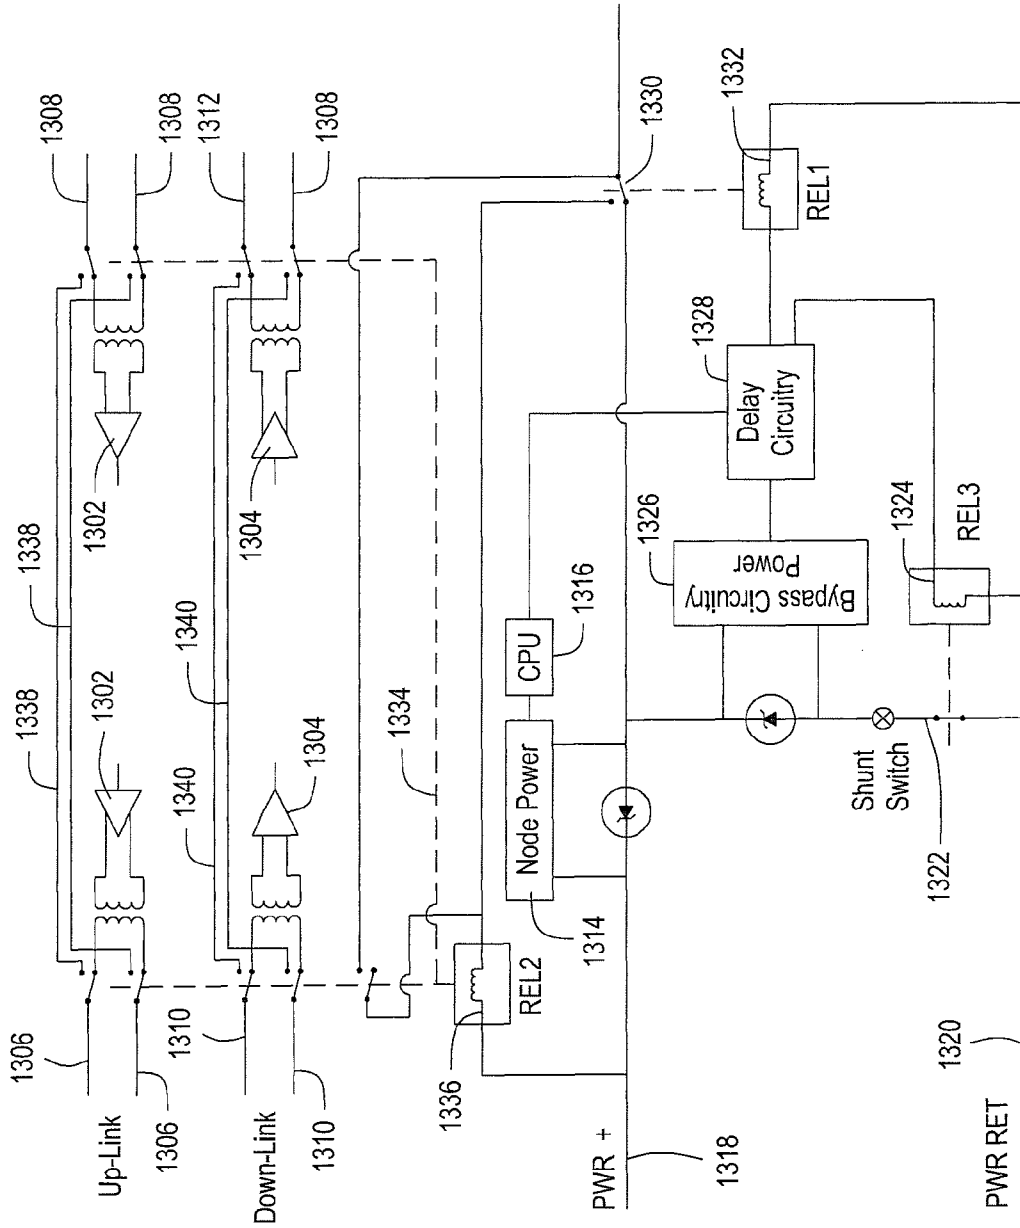 1308
1308
1312
1308
1338
1302
1304
1338
1302
1340
1304
1340
1306
Up-Link
1306
1310
Down-Link
1310
1330
1332
REL1
1334
1328
Delay
Circuitry
1326
Bypass Circuitry
Power
1324
REL3
1316
CPU
Node Power
1314
REL2
1336
Shunt
Switch
1322
PWR +
1318
1320
PWR RET